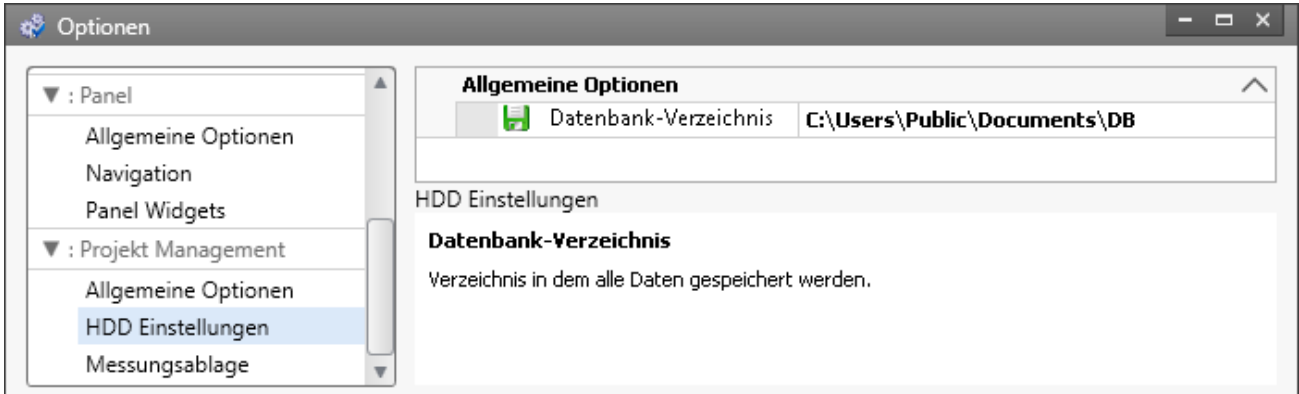 Optionen
▼ : Panel
Allgemeine Optionen
Navigation
Panel Widgets
▼ : Projekt Management
Allgemeine Optionen
HDD Einstellungen
Messungsablage
Allgemeine Optionen
Datenbank-Verzeichnis C:\Users\Public\Documents\DB
HDD Einstellungen
Datenbank-Verzeichnis
Verzeichnis in dem alle Daten gespeichert werden.